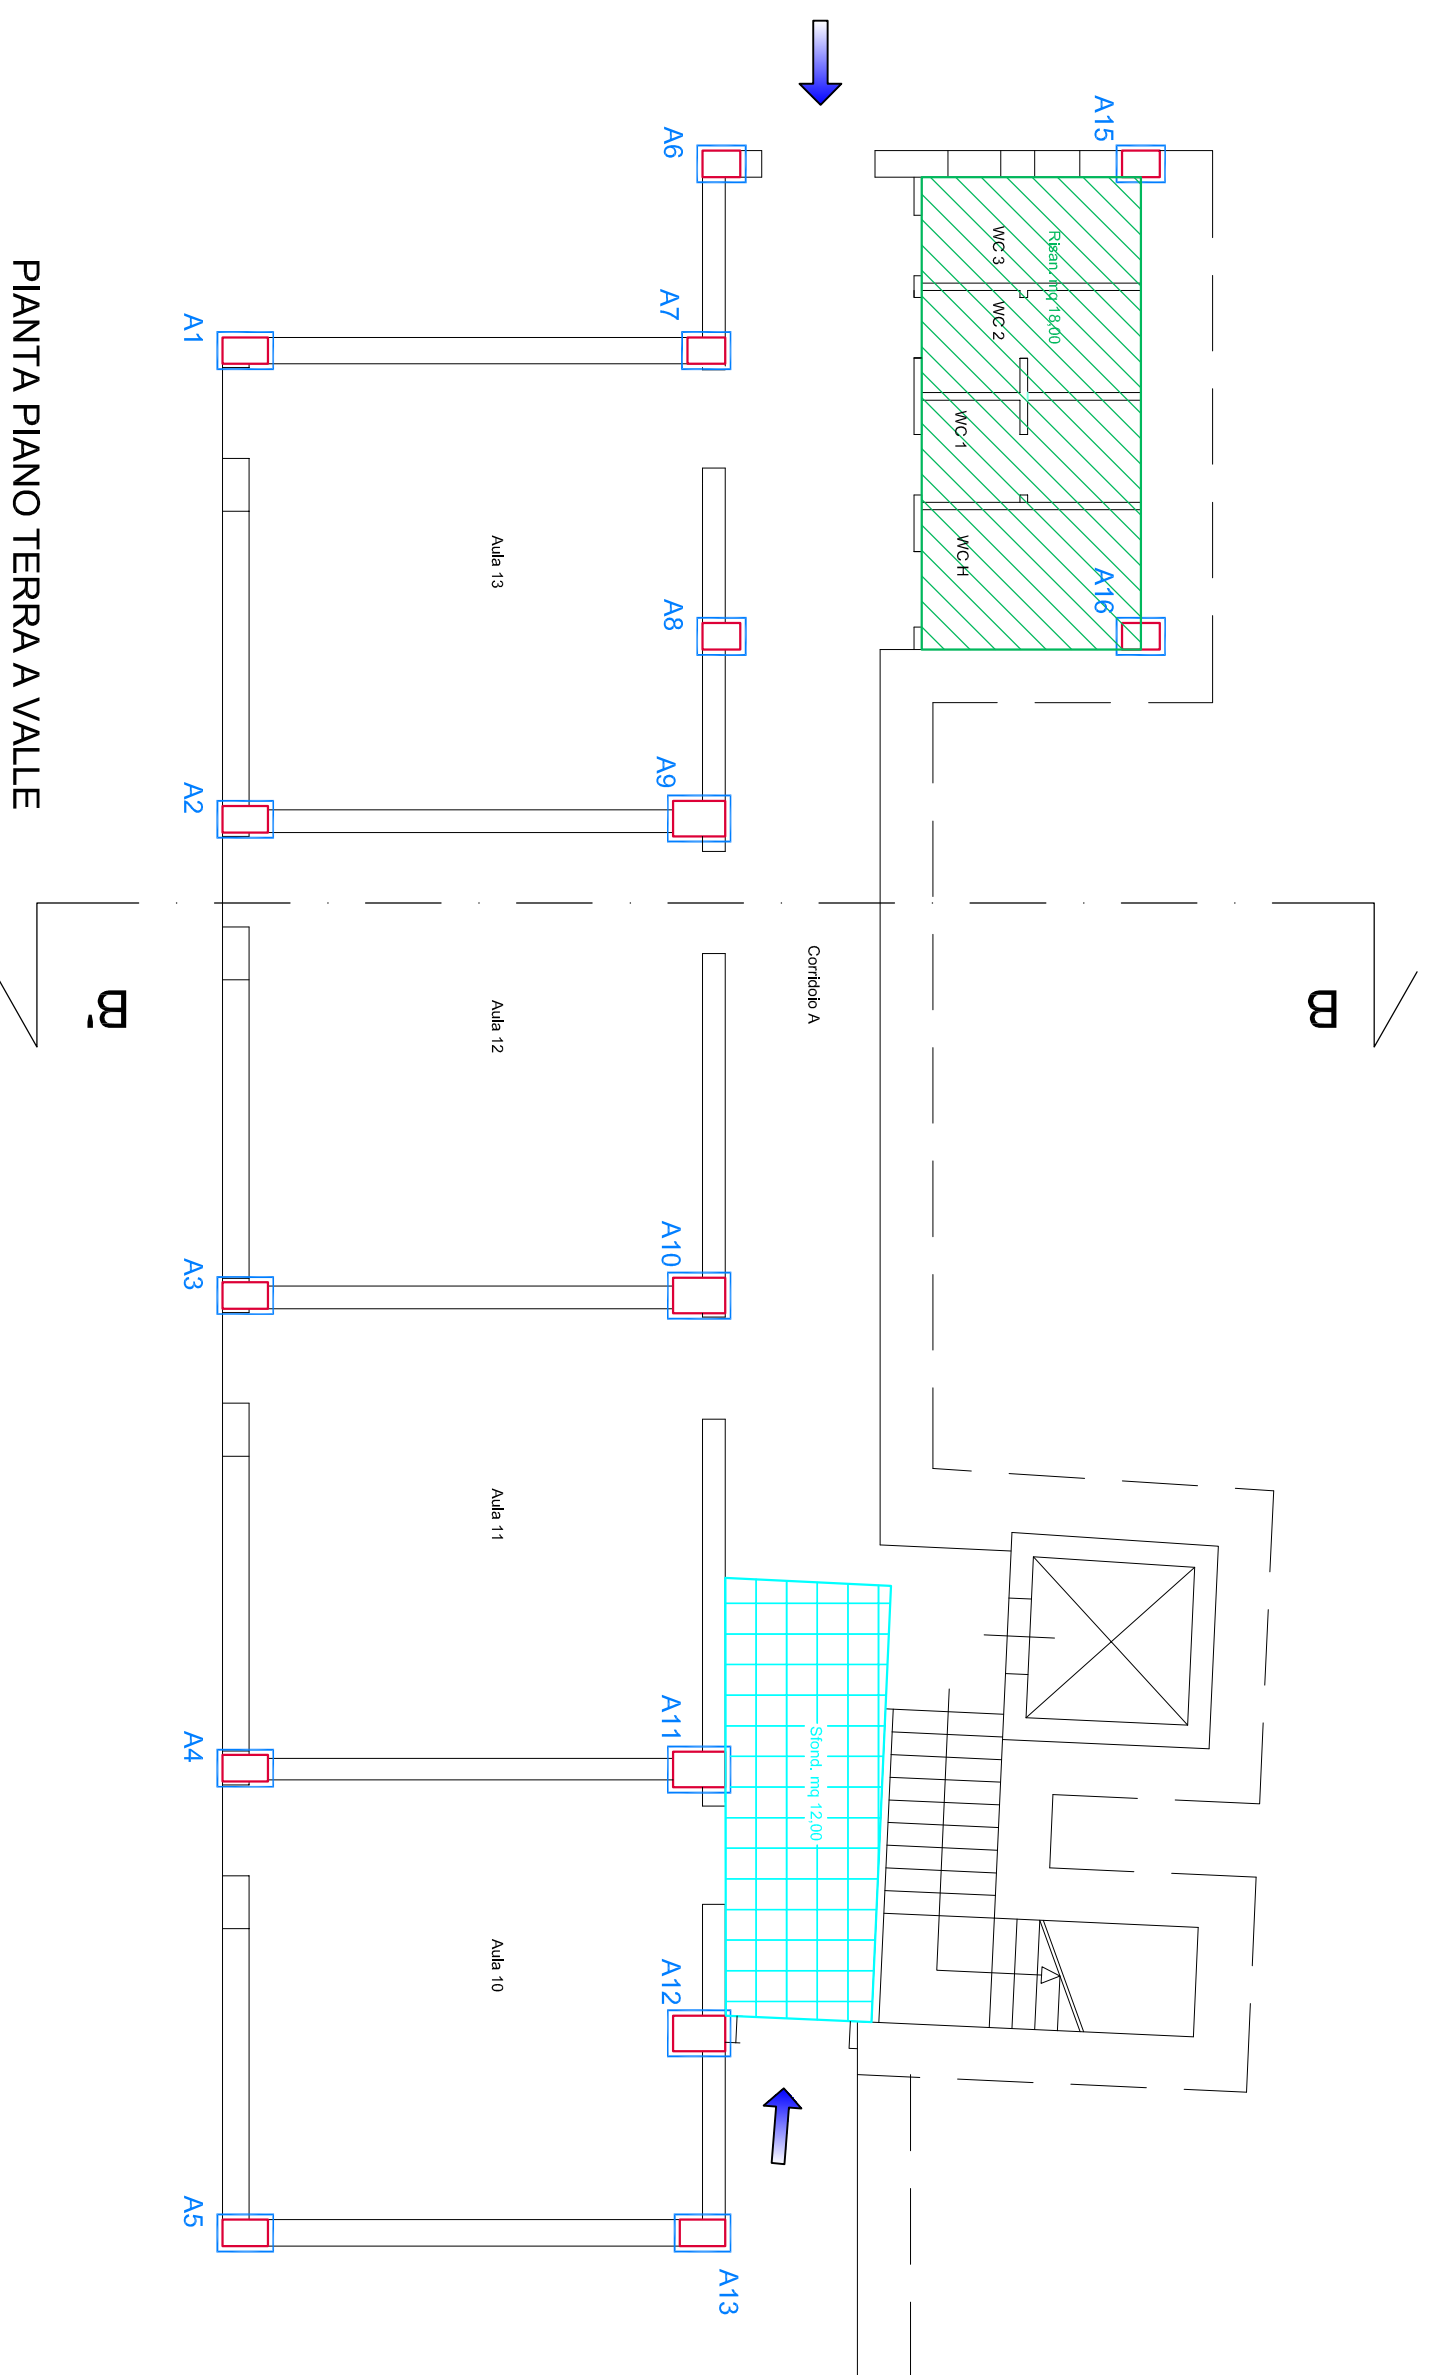 A15
A6
WC 3
Risan. mq 18,00
A7
WC 2
A1
WC 1
Aula 13
WC H
A16
A8
A9
A2
PIANTA PIANO TERRA A VALLE
Corridoio A
B'
B
Aula 12
A10
A3
Aula 11
A11
Sfond. mq 12,00
A4
Aula 10
A12
A5
A13